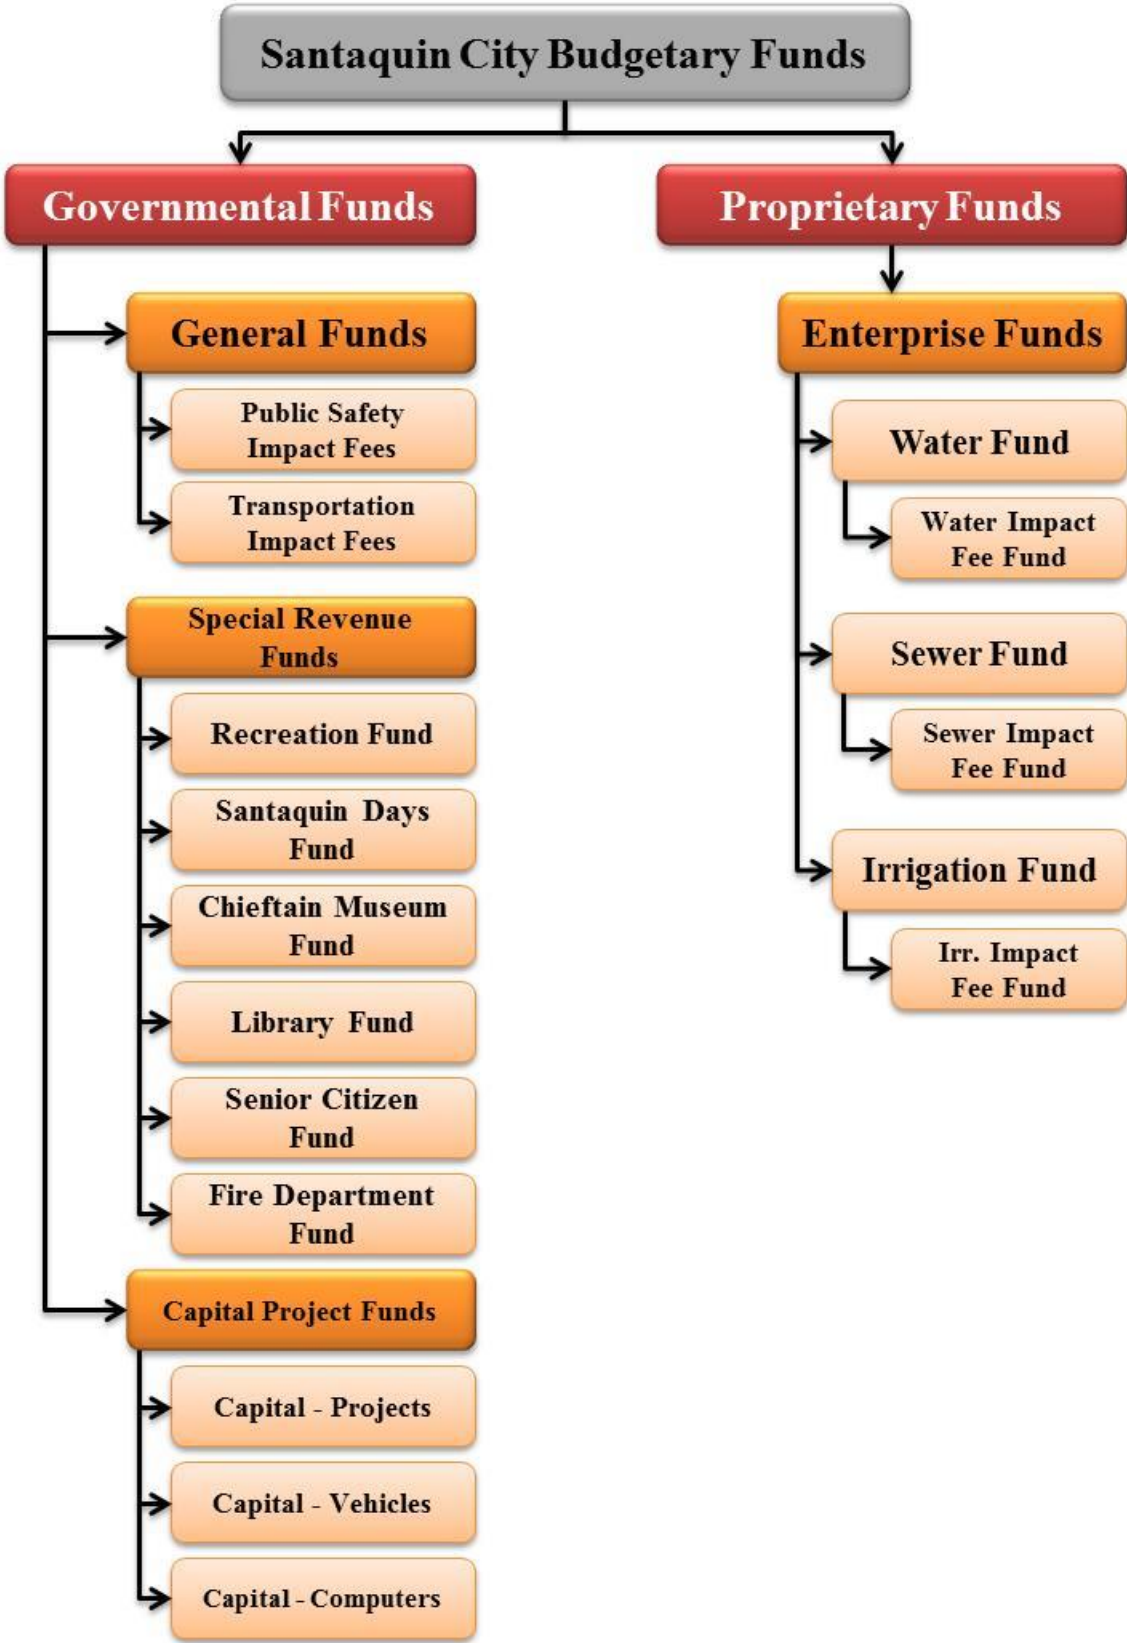 Santaquin City Budgetary Funds
Governmental Funds
General Funds
Public Safety
Impact Fees
Transportation
Impact Fees
Special Revenue
Funds
Recreation Fund
Santaquin Days
Fund
Chieftain Museum
Fund
Library Fund
Senior Citizen
Fund
Fire Department
Fund
Capital Project Funds
Capital - Projects
Capital - Vehicles
Capital - Computers
Proprietary Funds
Enterprise Funds
Water Fund
Water Impact
Fee Fund
Sewer Fund
Sewer Impact
Fee Fund
Irrigation Fund
Irr. Impact
Fee Fund